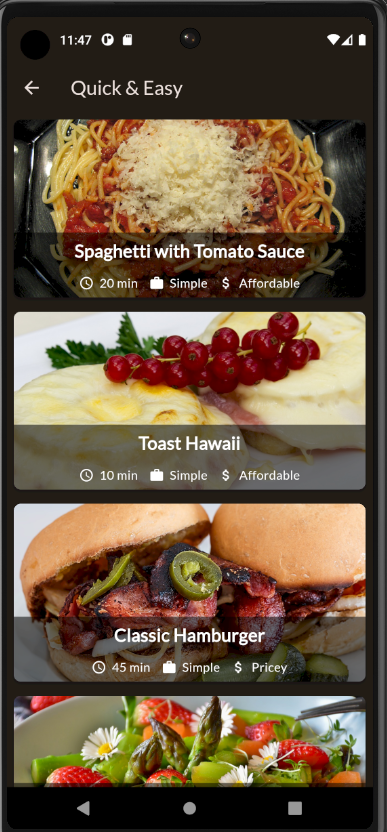 11:47
Quick & Easy
Spaghetti with Tomato Sauce
20 min Simple $ Affordable
Toast Hawaii
10 min Simple $ Affordable
Classic Hamburger
45 min Simple $ Pricey